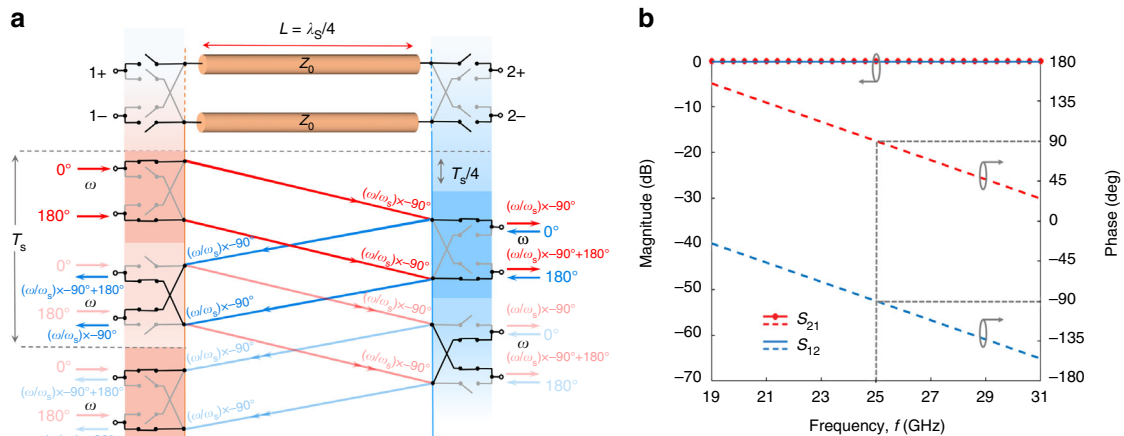 a
L = λS/4
Z0
1+
1−
2+
2−
Z0
Ts/4
0°
ω
180°
Ts
(ω/ωs)×−90°
(ω/ωs)×−90°
(ω/ωs)×−90°
ω
0°
(ω/ωs)×−90°+180°
180°
(ω/ωs)×−90°
0°
(ω/ωs)×−90°+180°
ω
180°
(ω/ωs)×−90°
(ω/ωs)×−90°
(ω/ωs)×−90°
(ω/ωs)×−90°
0°
ω
(ω/ωs)×−90°+180°
180°
(ω/ωs)×−90°
(ω/ωs)×−90°
0°
(ω/ωs)×−90°+180°
ω
180°
(ω/ωs)×−90°
b
Magnitude (dB)
0
−10
−20
−30
−40
−50
−60
−70
180
135
90
45
0
−45
−90
−135
−180
Phase (deg)
S21
S12
19 21 23 25 27 29 31
Frequency, f (GHz)